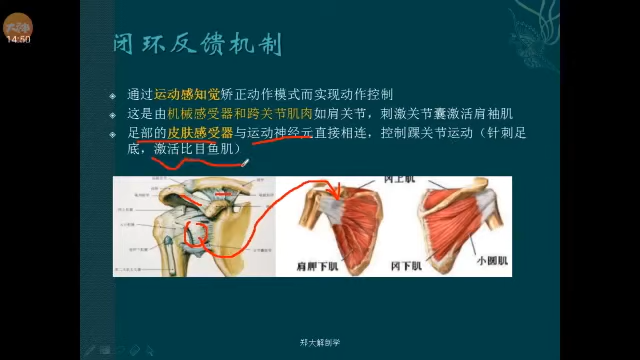 14:50
闭环反馈机制
通过运动感知觉矫正动作模式而实现动作控制
这是由机械感受器和跨关节肌肉如肩关节，刺激关节囊激活肩袖肌
足部的皮肤感受器与运动神经元直接相连，控制踝关节运动（针刺足
底，激活比目鱼肌）
冈上肌
肩胛下肌
冈下肌
小圆肌
郑大解剖学